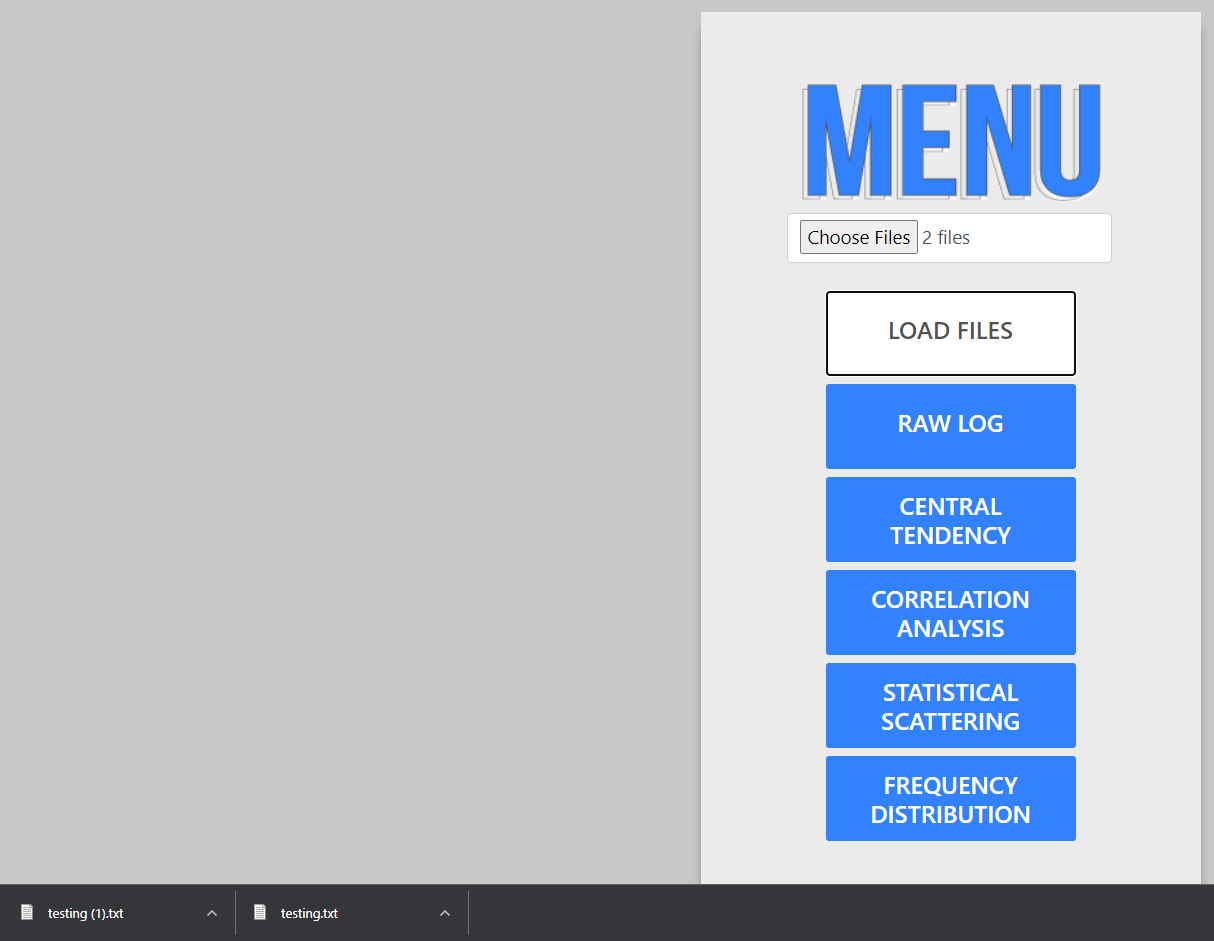 MENU
Choose Files 2 files
LOAD FILES
RAW LOG
CENTRAL
TENDENCY
CORRELATION
ANALYSIS
STATISTICAL
SCATTERING
FREQUENCY
DISTRIBUTION
testing (1).txt
testing.txt